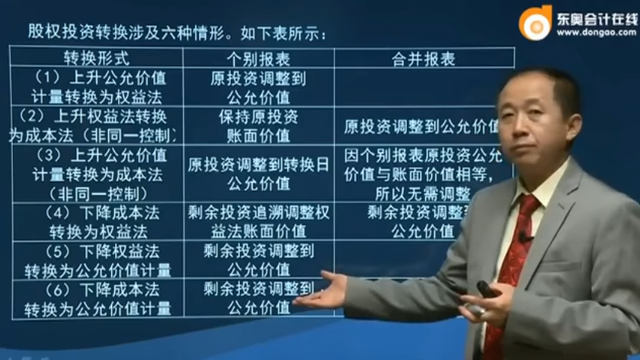 东奥会计在线
www.dongao.com
股权投资转换涉及六种情形。如下表所示：
转换形式
个别报表
合并报表
（1）上升公允价值
计量转换为权益法
原投资调整到
公允价值
（2）上升权益法转换
为成本法（非同一控制）
保持原投资
账面价值
原投资调整到公允价值
（3）上升公允价值
计量转换为成本法
（非同一控制）
原投资调整到转换日
公允价值
因个别报表原投资公允
价值与账面价值相等，
所以无需调整
（4）下降成本法
转换为权益法
剩余投资追溯调整权
益法账面价值
剩余投资调整到
公允价值
（5）下降权益法
转换为公允价值计量
剩余投资调整到
公允价值
（6）下降成本法
转换为公允价值计量
剩余投资调整到
公允价值